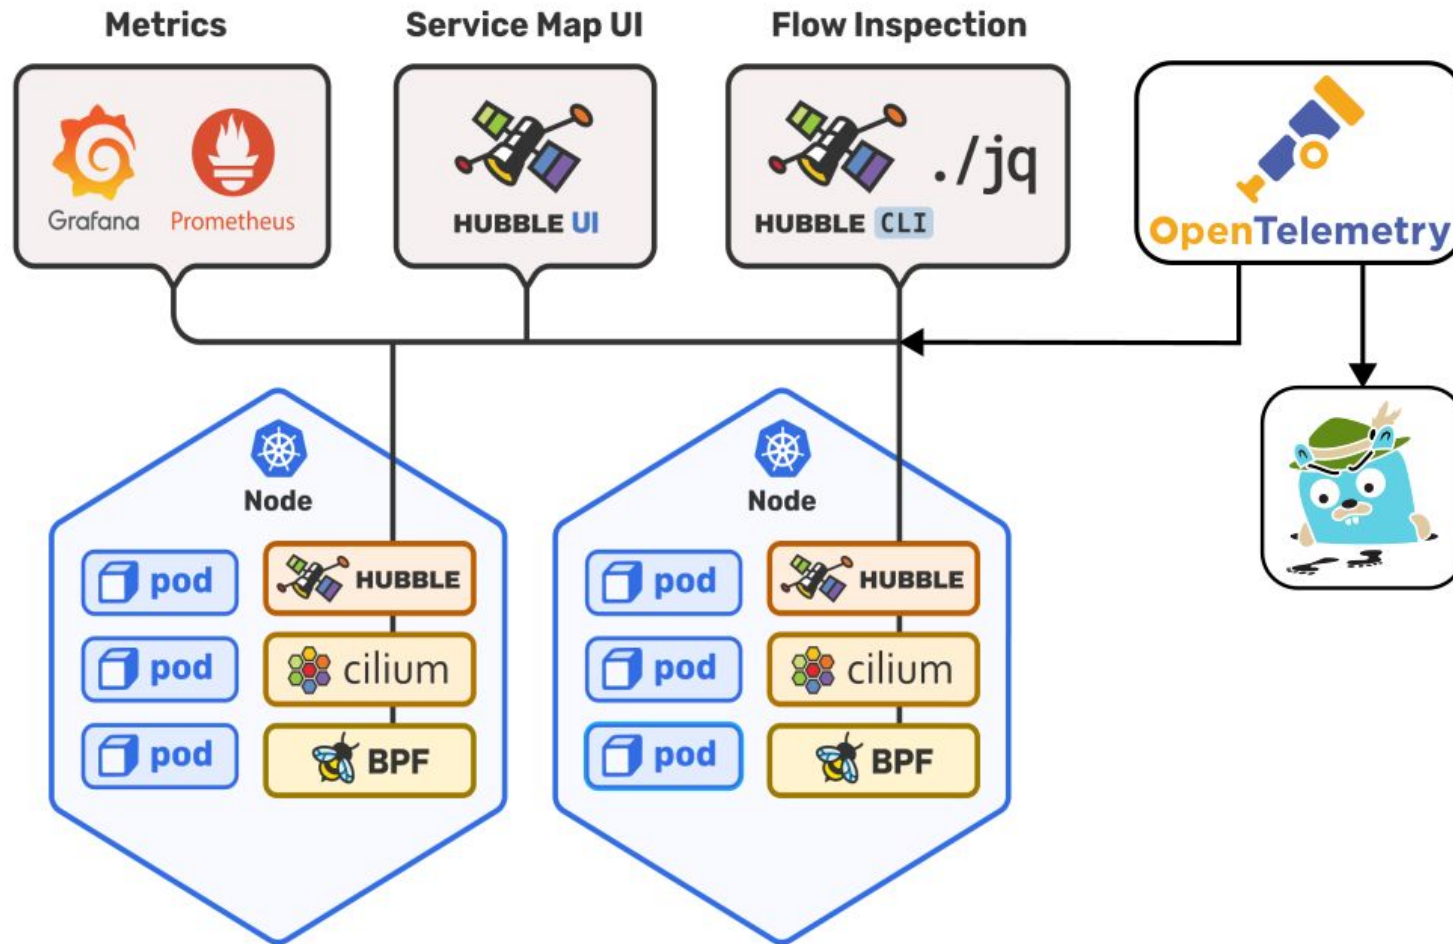 Metrics
Service Map UI
Flow Inspection
Grafana
Prometheus
HUBBLE UI
HUBBLE CLI
./jq
OpenTelemetry
Node
pod
HUBBLE
pod
cilium
pod
BPF
Node
pod
HUBBLE
pod
cilium
pod
BPF